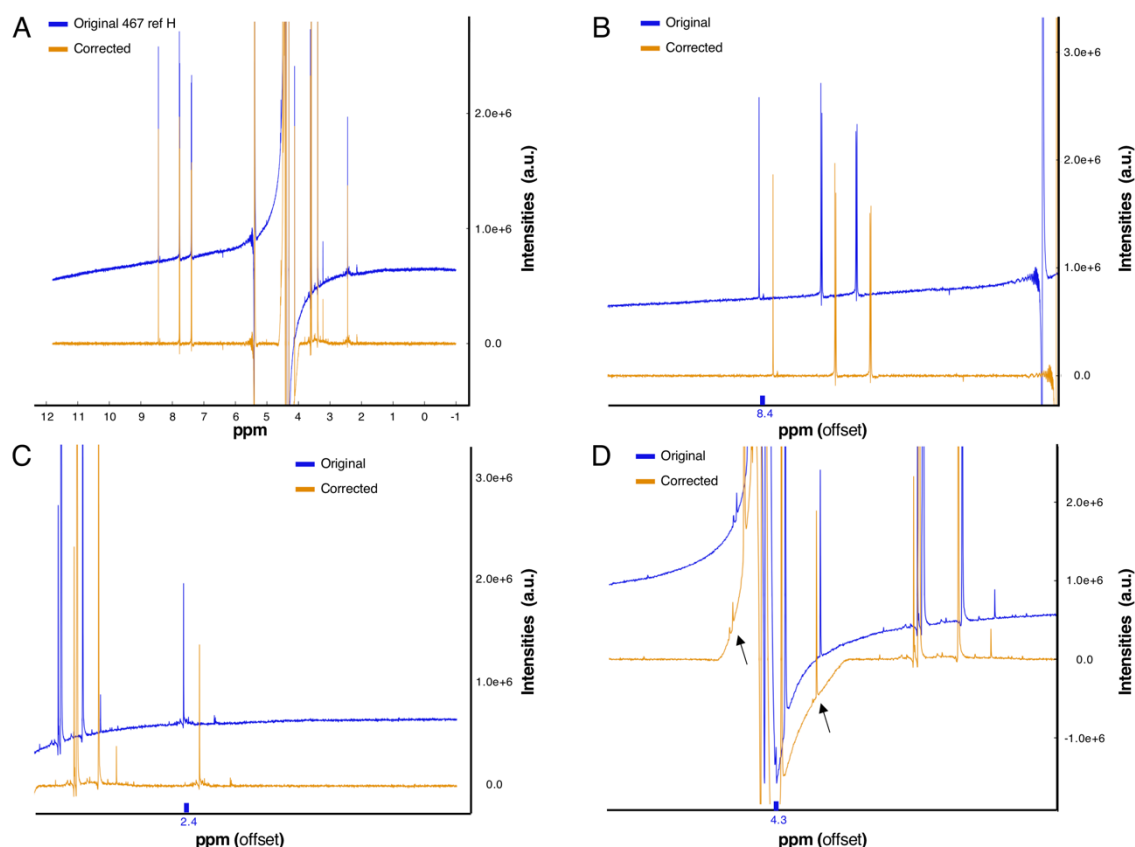 A
Original 467 ref H
Corrected
2.0e+6
1.0e+6
0.0
Intensities (a.u.)
12 11 10 9 8 7 6 5 4 3 2 1 0 -1
ppm
B
Original
Corrected
3.0e+6
2.0e+6
1.0e+6
0.0
Intensities (a.u.)
8.4
ppm (offset)
C
Original
Corrected
3.0e+6
2.0e+6
1.0e+6
0.0
Intensities (a.u.)
2.4
ppm (offset)
D
Original
Corrected
2.0e+6
1.0e+6
0.0
-1.0e+6
Intensities (a.u.)
4.3
ppm (offset)